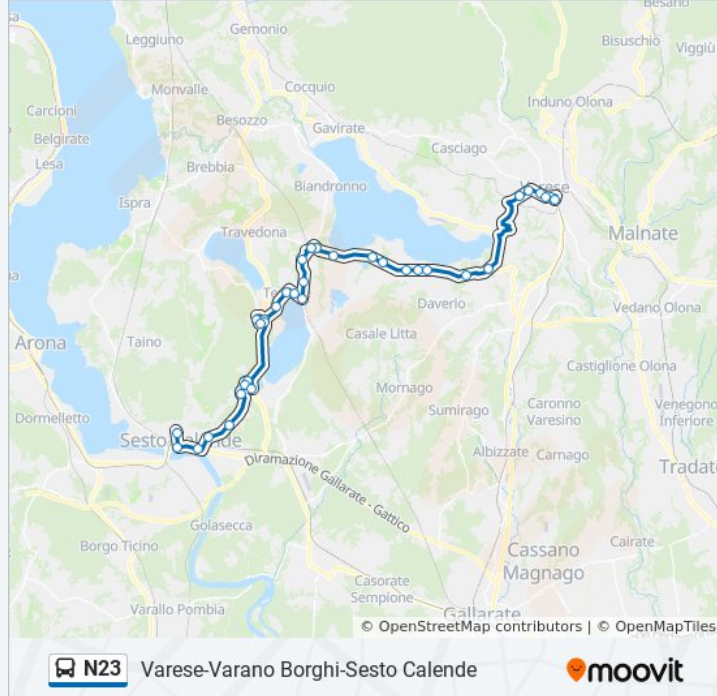 Besano
Gemonio
Leggiuno
Bisuschio
Viggiù
Monvalle
Cocquio
Induno Olona
Carcioni
Besozzo
Gavirate
Belgirate
Casciago
Lesa
Brebbia
Biandronno
Varese
Ispra
Travedona
Malnate
Daverio
Vedano Olona
Taino
Casale Litta
Arona
Castiglione Olona
Mornago
Dormelletto
Sumirago
Caronno
Varesino
Venegono
Inferiore
Sesto Calende
Albizzate
Carnago
Diramazione Gallarate - Gattico
Tradate
Golasecca
Borgo Ticino
Cassano
Magnago
Cairate
Casorate
Sempione
Varallo Pombia
Gallarate
© OpenStreetMap contributors | © OpenMapTiles
N23 Varese-Varano Borghi-Sesto Calende
moovit